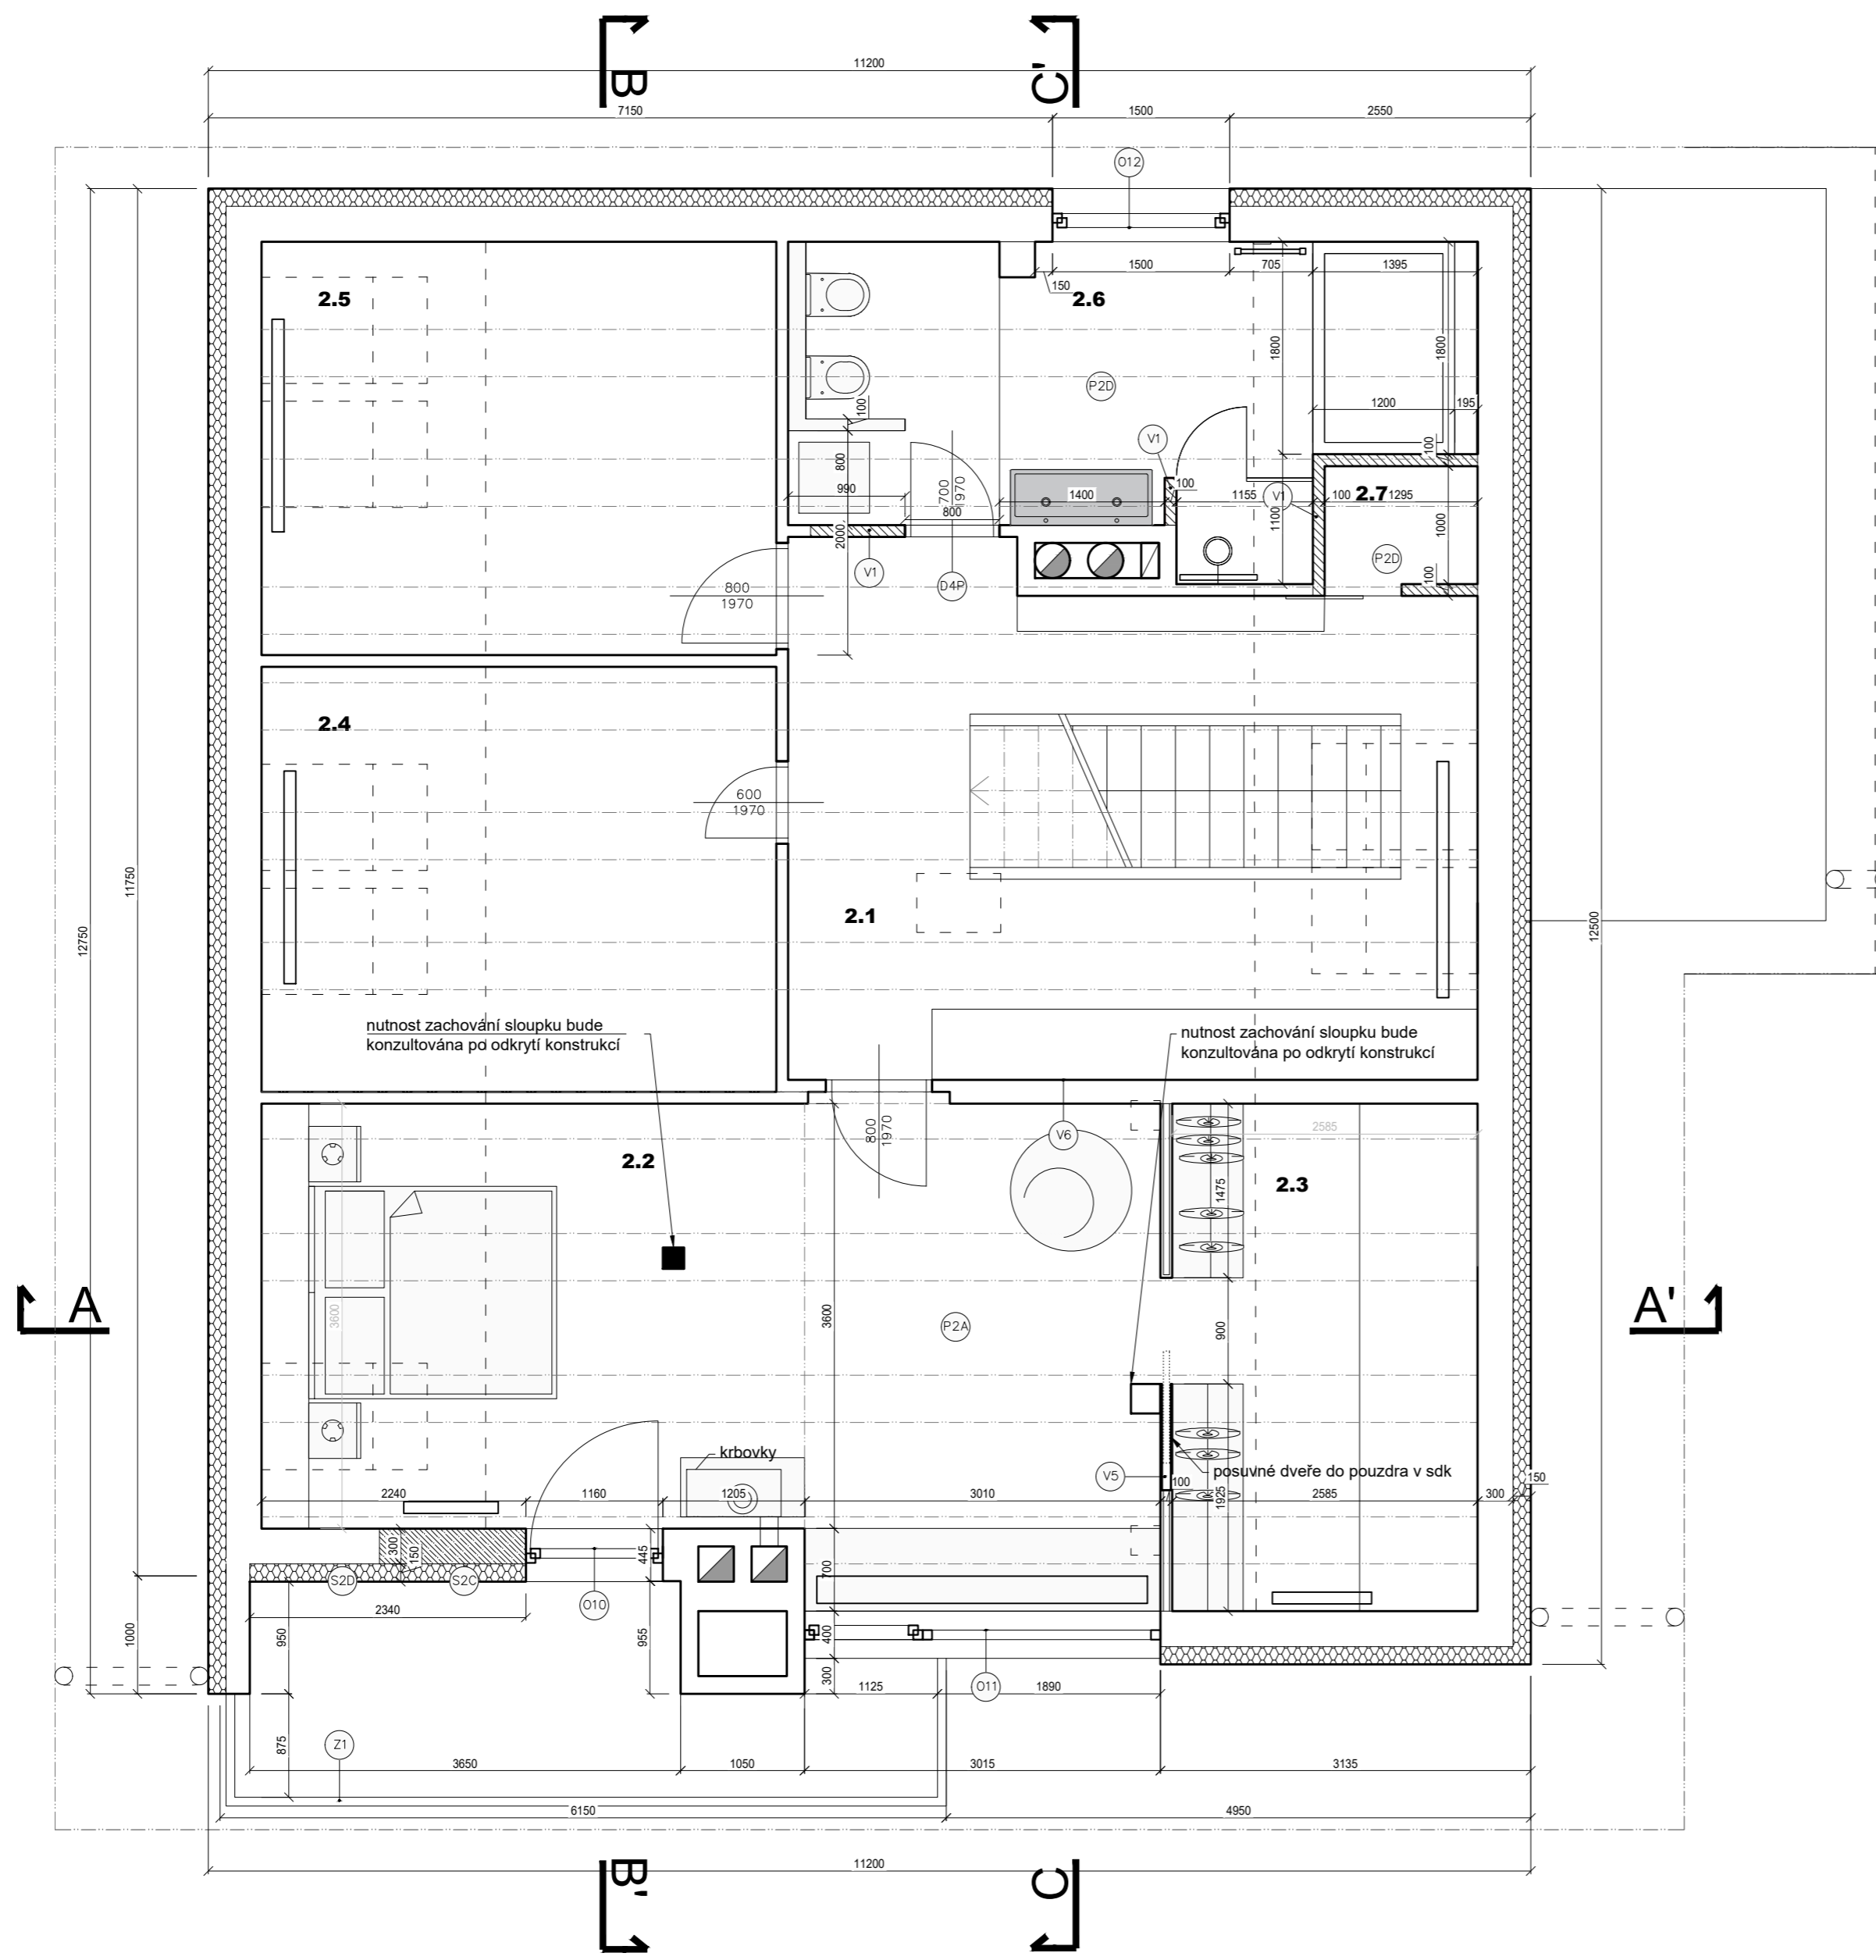 B
C'
11200
7150
1500
2550
O12
2.5
1500
705
1395
150
2.6
1800
1800
P2D
1200
195
100
V1
100
800
990
700
1970
800
1400
100
1155
V1
100
2.7
1295
1100
1000
2000
V1
D4P
P2D
100
800
1970
2.4
600
1970
11750
12750
12500
2.1
nutnost zachování sloupku bude
konzultována po odkrytí konstrukcí
nutnost zachování sloupku bude
konzultována po odkrytí konstrukcí
800
1970
V6
2585
2.2
2.3
1475
A
A'
3600
3600
P2A
900
krbovky
V5
posuvné dveře do pouzdra v sdk
100
1925
150
2240
1160
1205
3010
2585
300
300
150
445
700
S2D
S2C
O10
2340
1000
950
955
400
300
O11
1125
1890
875
Z1
3650
1050
3015
3135
6150
4950
11200
B'
C